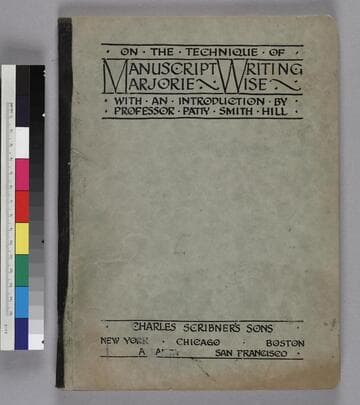 · ON · THE · TECHNIQUE · OF ·
MANUSCRIPT WRITING
MARJORIE WISE
· WITH · AN · INTRODUCTION · BY ·
PROFESSOR · PATTY · SMITH · HILL ·
· CHARLES SCRIBNER'S SONS ·
NEW YORK · CHICAGO · BOSTON
SAN FRANCISCO ·